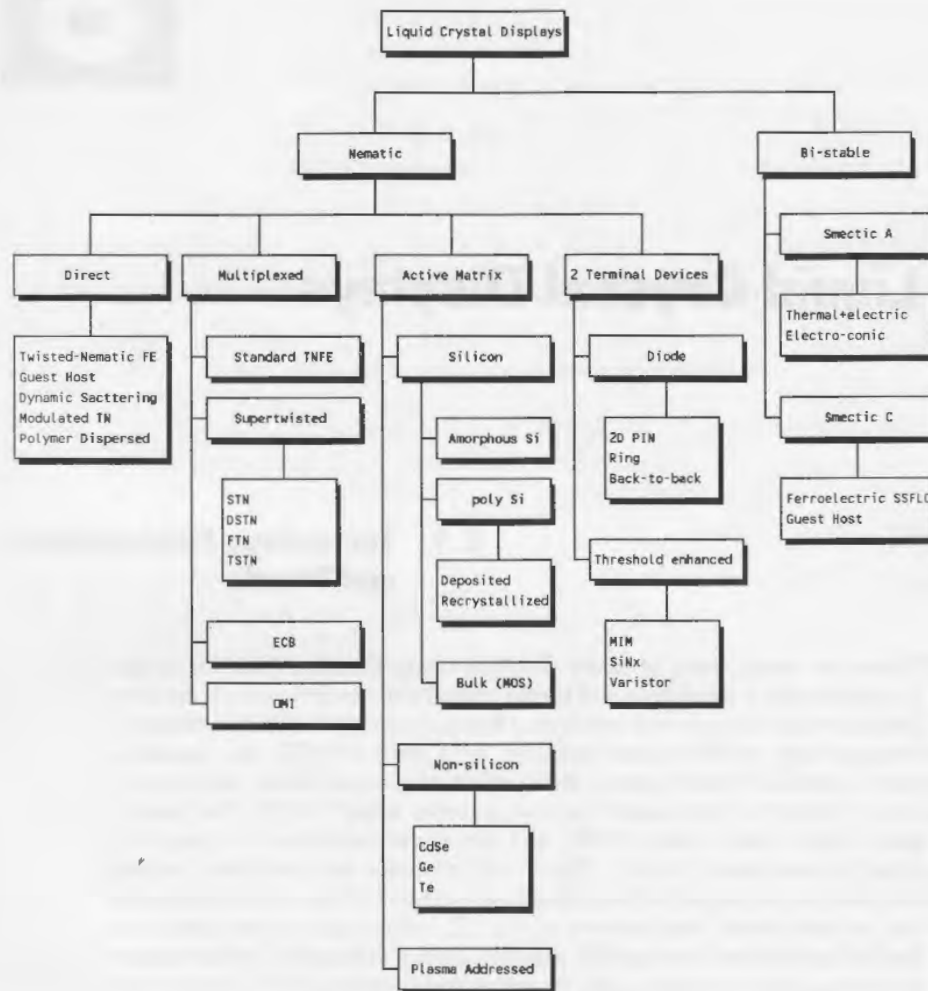 Liquid Crystal Displays
Nematic
Bi-stable
Direct
Multiplexed
Active Matrix
2 Terminal Devices
Smectic A
Twisted-Nematic FE
Guest Host
Dynamic Sacttering
Modulated TN
Polymer Dispersed
Standard TNFE
Supertwisted
STN
DSTN
FTN
TSTN
ECB
OMI
Silicon
Amorphous Si
poly Si
Deposited
Recrystallized
Bulk (MOS)
Non-silicon
CdSe
Ge
Te
Plasma Addressed
Diode
2D PIN
Ring
Back-to-back
Threshold enhanced
MIM
SiNx
Varistor
Thermal+electric
Electro-conic
Smectic C
Ferroelectric SSFLC
Guest Host